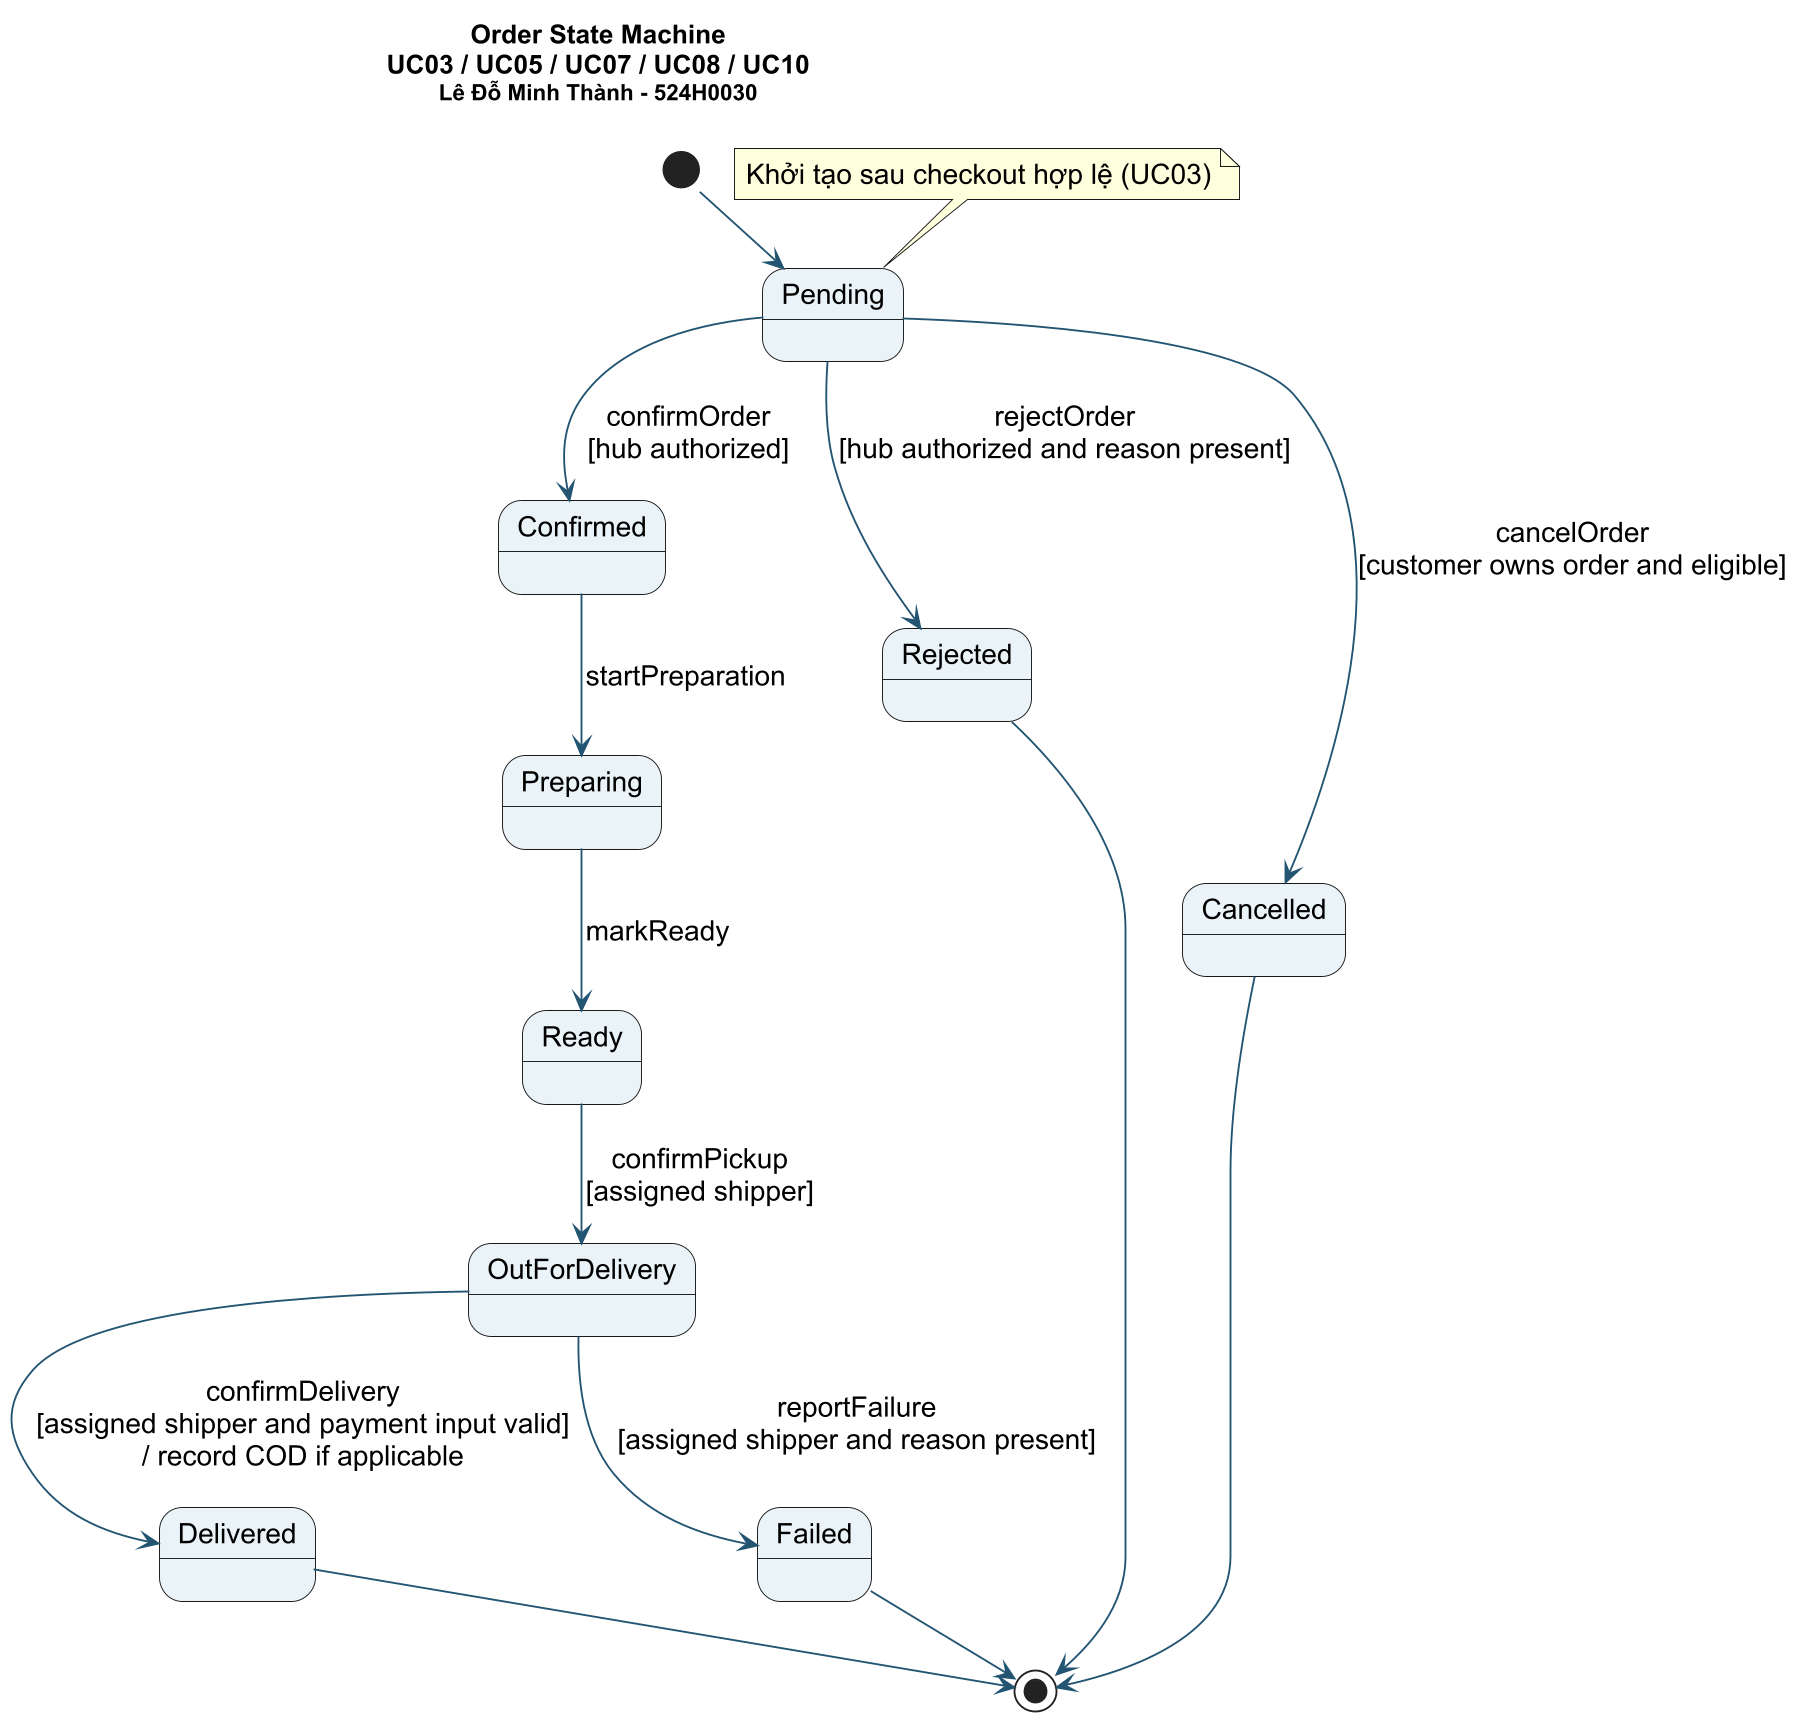 Order State Machine
UC03 / UC05 / UC07 / UC08 / UC10
Lê Đỗ Minh Thành - 524H0030
Khởi tạo sau checkout hợp lệ (UC03)
Pending
confirmOrder
[hub authorized]
rejectOrder
[hub authorized and reason present]
cancelOrder
[customer owns order and eligible]
Confirmed
startPreparation
Rejected
Preparing
markReady
Cancelled
Ready
confirmPickup
[assigned shipper]
OutForDelivery
confirmDelivery
[assigned shipper and payment input valid]
/ record COD if applicable
reportFailure
[assigned shipper and reason present]
Delivered
Failed